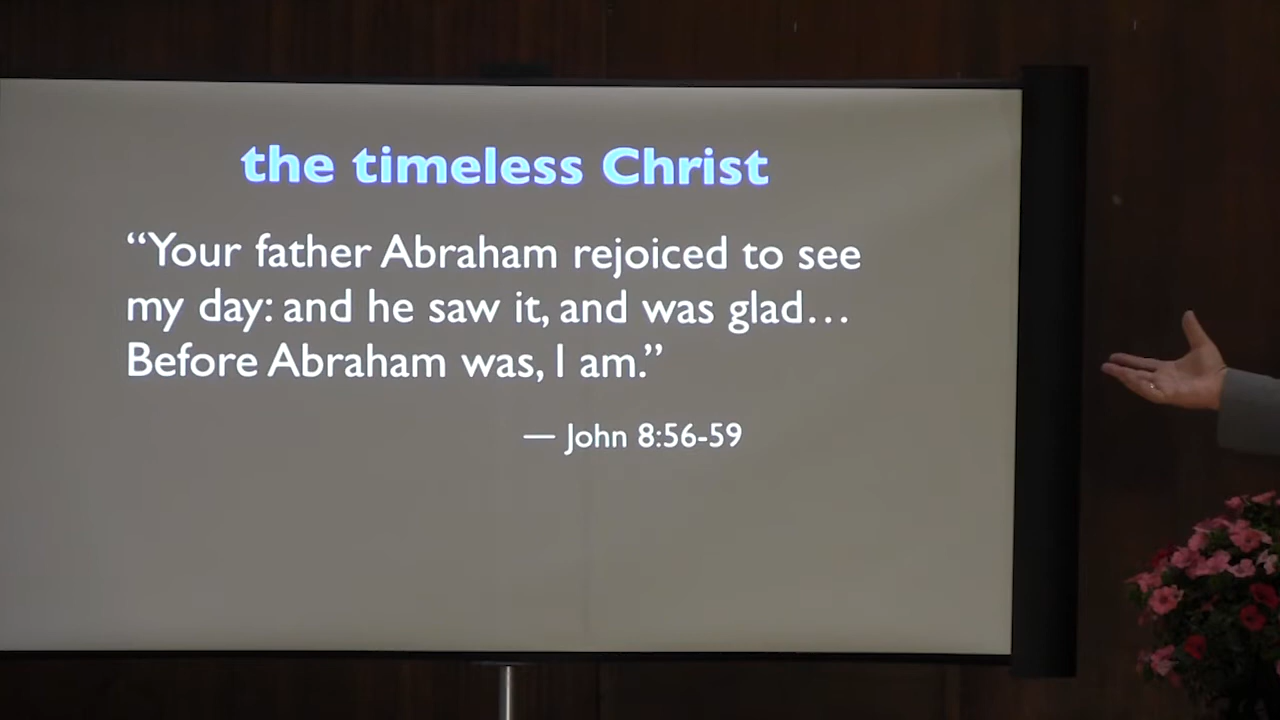 the timeless Christ
“Your father Abraham rejoiced to see
my day: and he saw it, and was glad…
Before Abraham was, I am.”
— John 8:56-59